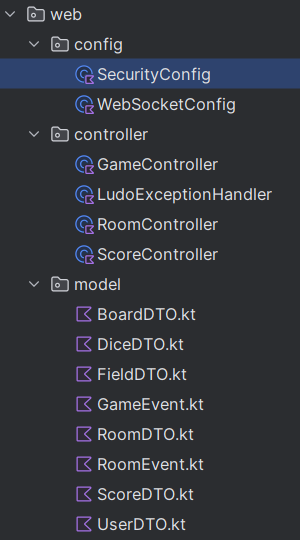 web
config
SecurityConfig
WebSocketConfig
controller
GameController
LudoExceptionHandler
RoomController
ScoreController
model
BoardDTO.kt
DiceDTO.kt
FieldDTO.kt
GameEvent.kt
RoomDTO.kt
RoomEvent.kt
ScoreDTO.kt
UserDTO.kt